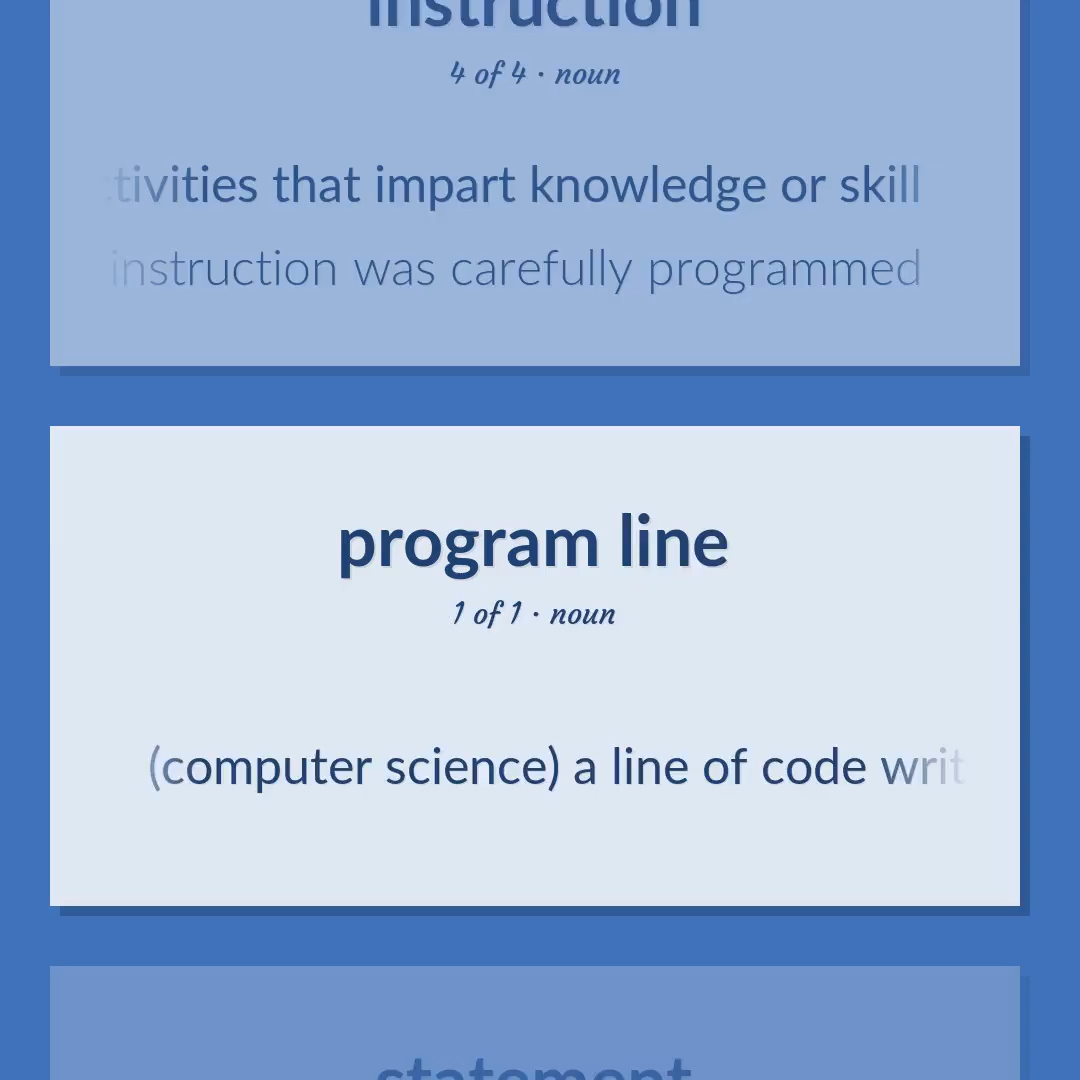 instruction
4 of 4 · noun
tivities that impart knowledge or skill
instruction was carefully programmed
program line
1 of 1 · noun
(computer science) a line of code writ
statement